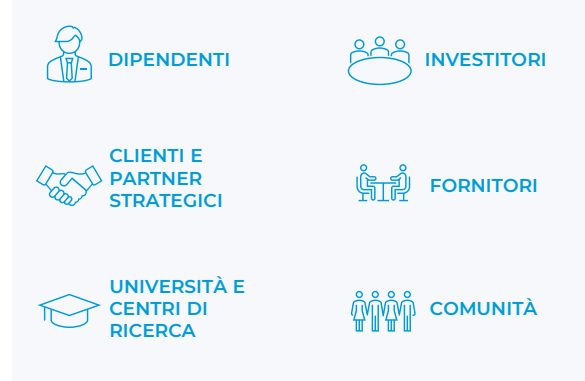 DIPENDENTI
INVESTITORI
CLIENTI E
PARTNER
STRATEGICI
FORNITORI
UNIVERSITÀ E
CENTRI DI
RICERCA
COMUNITÀ